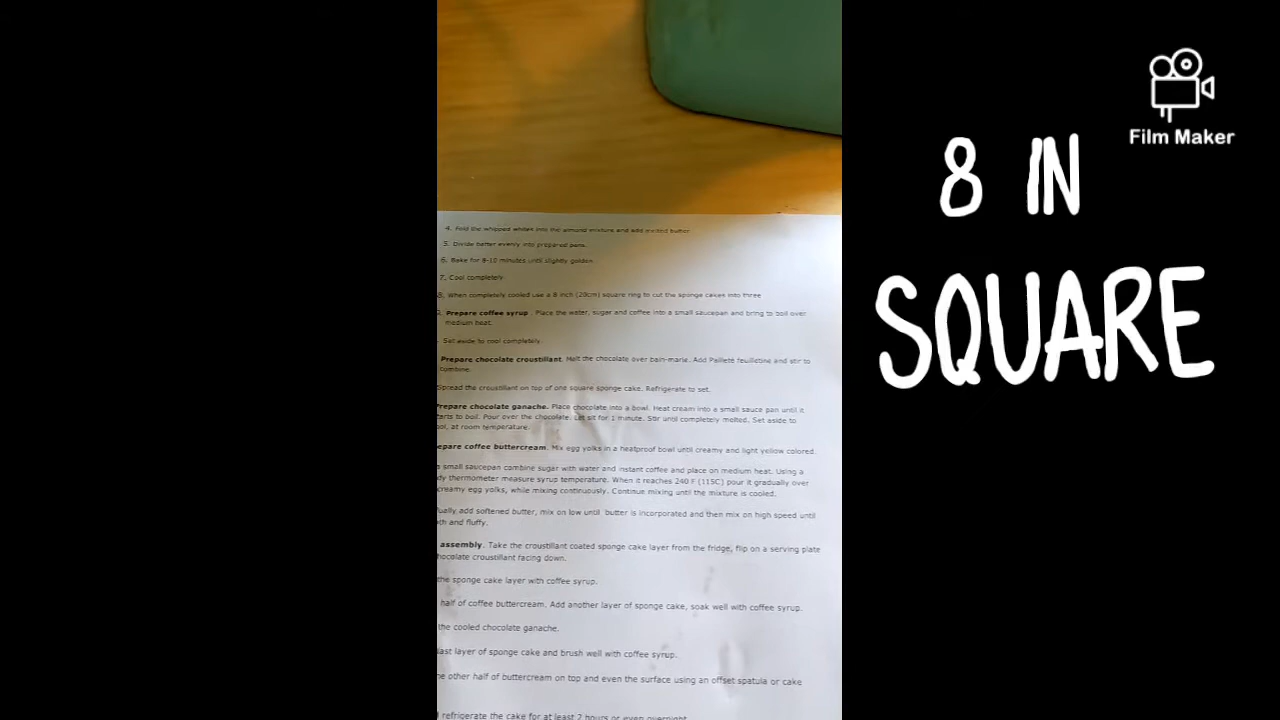 4. Fold the whipped whites into the almond mixture and add melted butter
5. Divide batter evenly into prepared pans.
6. Bake for 8-10 minutes until slightly golden.
7. Cool completely
8. When completely cooled use a 8 inch (20cm) square ring to cut the sponge cakes into three
2. Prepare coffee syrup . Place the water, sugar and coffee into a small saucepan and bring to boil over
medium heat.
Set aside to cool completely.
Prepare chocolate croustillant. Melt the chocolate over bain-marie. Add Pailleté feuilletine and stir to
combine.
Spread the croustillant on top of one square sponge cake. Refrigerate to set.
Prepare chocolate ganache. Place chocolate into a bowl. Heat cream into a small sauce pan until it
arts to boil. Pour over the chocolate. Let sit for 1 minute. Stir until completely melted. Set aside to
ool, at room temperature.
epare coffee buttercream. Mix egg yolks in a heatproof bowl until creamy and light yellow colored.
a small saucepan combine sugar with water and instant coffee and place on medium heat. Using a
dy thermometer measure syrup temperature. When it reaches 240 F (115C) pour it gradually over
creamy egg yolks, while mixing continuously. Continue mixing until the mixture is cooled.
ually add softened butter, mix on low until butter is incorporated and then mix on high speed until
oth and fluffy.
assembly. Take the croustillant coated sponge cake layer from the fridge, flip on a serving plate
hocolate croustillant facing down.
the sponge cake layer with coffee syrup.
half of coffee buttercream. Add another layer of sponge cake, soak well with coffee syrup.
the cooled chocolate ganache.
last layer of sponge cake and brush well with coffee syrup.
he other half of buttercream on top and even the surface using an offset spatula or cake
refrigerate the cake for at least 2 hours or even overnight
Film Maker
8 IN
SQUARE